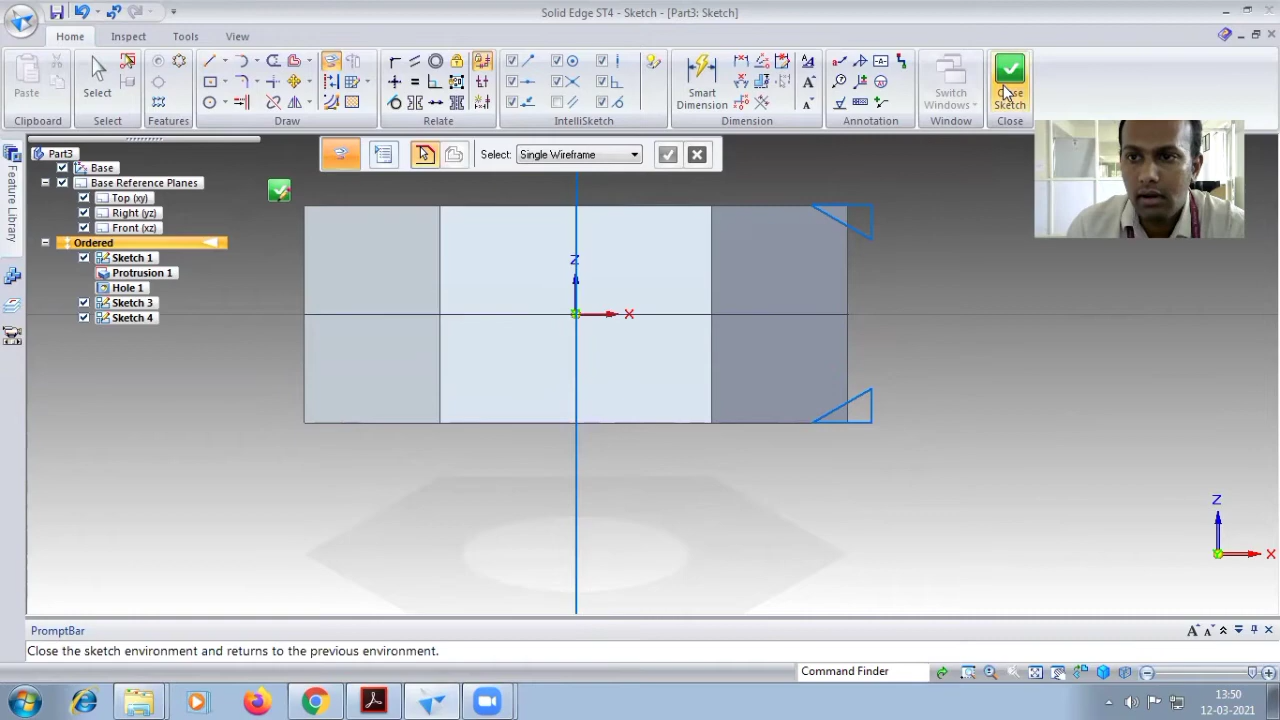 Solid Edge ST4 - Sketch - [Part3: Sketch]
Home Inspect Tools View
Paste
Select
Smart Dimension
Switch Windows
Close Sketch
Clipboard Select Features Draw Relate IntelliSketch Dimension Annotation Window Close
Select: Single Wireframe
Feature Library
Part3
Base
Base Reference Planes
Top (xy)
Right (yz)
Front (xz)
Ordered
Sketch 1
Protrusion 1
Hole 1
Sketch 3
Sketch 4
Z
X
Z
X
PromptBar
Close the sketch environment and returns to the previous environment.
Command Finder
13:50
12-03-2021